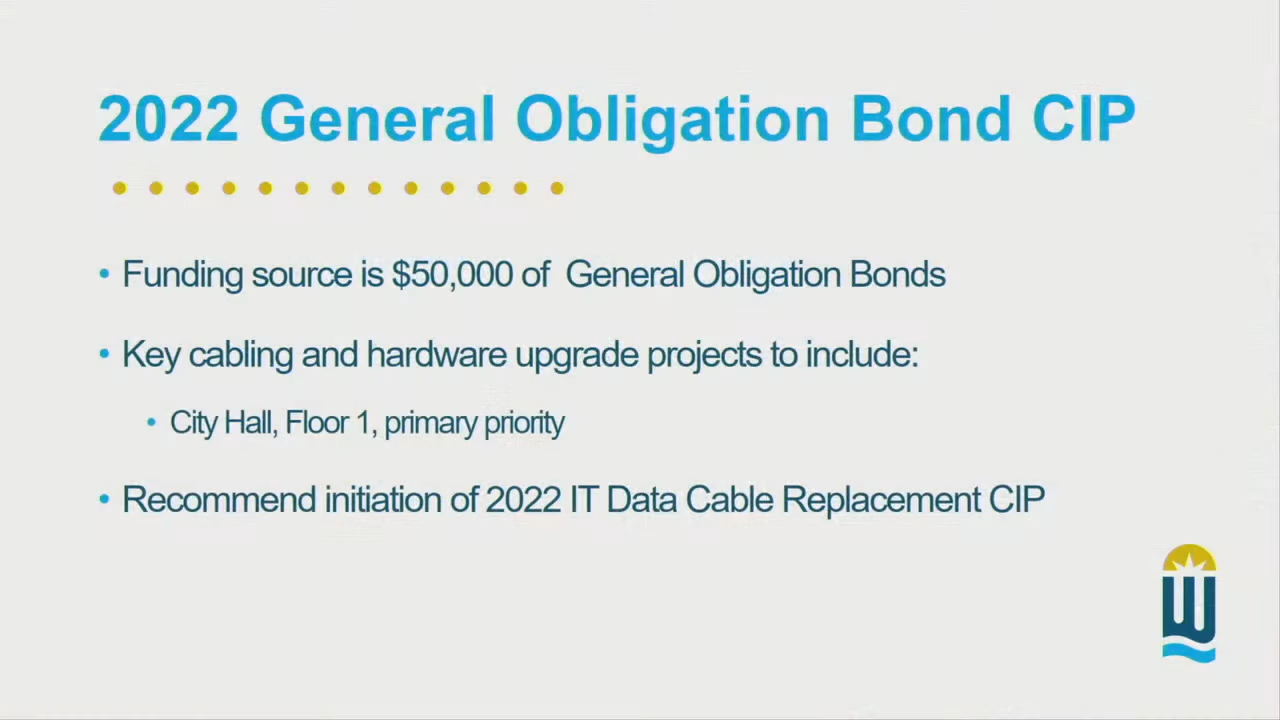 2022 General Obligation Bond CIP
• Funding source is $50,000 of  General Obligation Bonds
• Key cabling and hardware upgrade projects to include:
• City Hall, Floor 1, primary priority
• Recommend initiation of 2022 IT Data Cable Replacement CIP